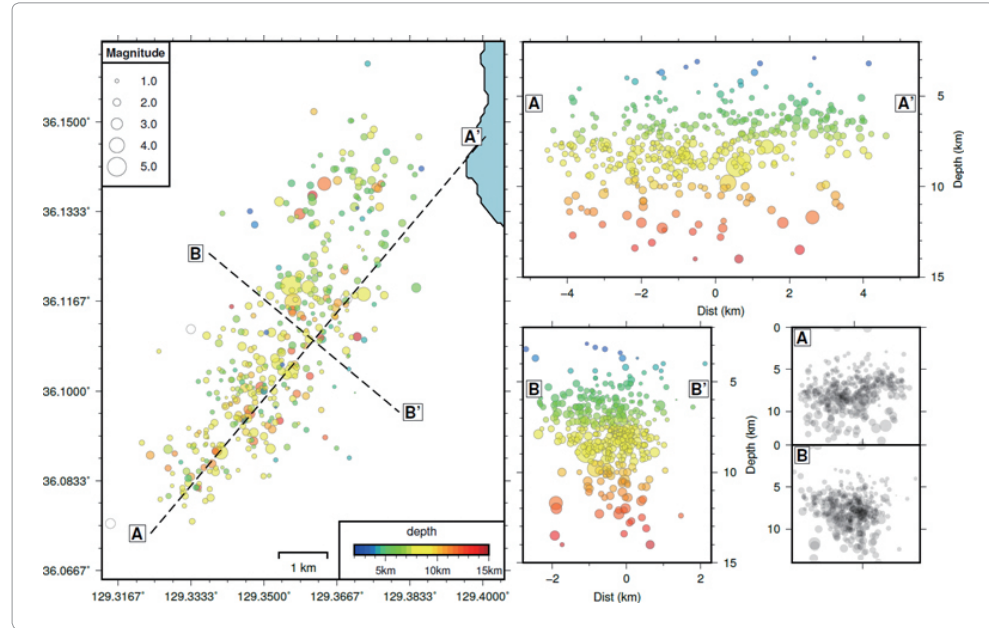 Magnitude
1.0
2.0
3.0
4.0
5.0
36.1500°
36.1333°
36.1167°
36.1000°
36.0833°
36.0667°
A'
B
B'
A
1 km
depth
5km 10km 15km
129.3167° 129.3333° 129.3500° 129.3667° 129.3833° 129.4000°
A A'
5
10
15
Depth (km)
−4 −2 0 2 4
Dist (km)
B B'
5
10
15
Depth (km)
−2 0 2
Dist (km)
0
A
5
10
0
B
5
10